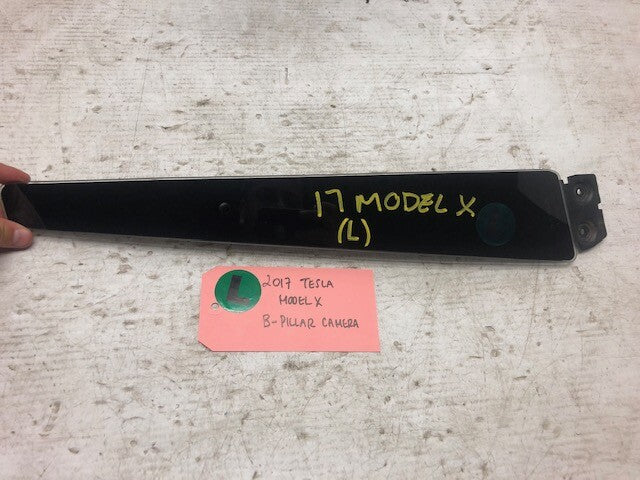 17 MODEL X
(L)
L
2017 TESLA
MODEL X
B-PILLAR CAMERA